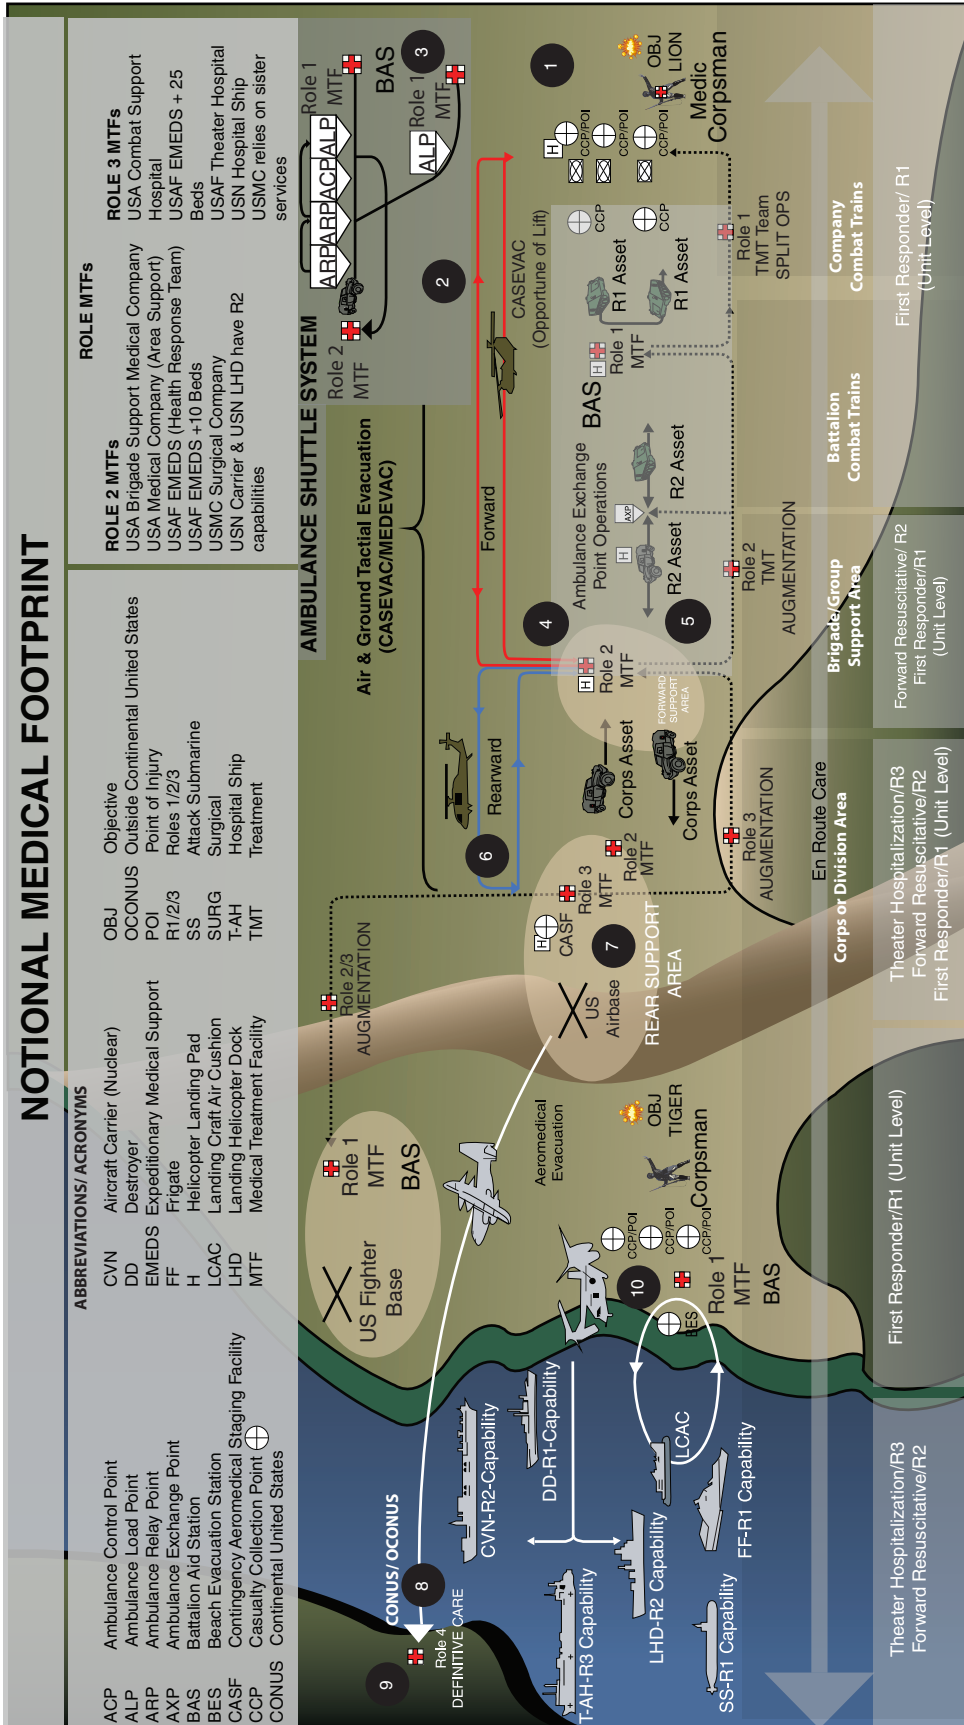 NOTIONAL MEDICAL FOOTPRINT
ABBREVIATIONS/ ACRONYMS
ACP Ambulance Control Point
ALP Ambulance Load Point
ARP Ambulance Relay Point
AXP Ambulance Exchange Point
BAS Battalion Aid Station
BES Beach Evacuation Station
CASF Contingency Aeromedical Staging Facility
CCP Casualty Collection Point
CONUS Continental United States
CVN Aircraft Carrier (Nuclear)
DD Destroyer
EMEDS Expeditionary Medical Support
FF Frigate
H Helicopter Landing Pad
LCAC Landing Craft Air Cushion
LHD Landing Helicopter Dock
MTF Medical Treatment Facility
OBJ Objective
OCONUS Outside Continental United States
POI Point of Injury
R1/2/3 Roles 1/2/3
SS Attack Submarine
SURG Surgical
T-AH Hospital Ship
TMT Treatment
ROLE MTFs
ROLE 2 MTFs
USA Brigade Support Medical Company
USA Medical Company (Area Support)
USAF EMEDS (Health Response Team)
USAF EMEDS +10 Beds
USMC Surgical Company
USN Carrier & USN LHD have R2
capabilities
ROLE 3 MTFs
USA Combat Support
Hospital
USAF EMEDS + 25
Beds
USAF Theater Hospital
USN Hospital Ship
USMC relies on sister
services
AMBULANCE SHUTTLE SYSTEM
Role 2
MTF
ARP
ARP
ACP
ALP
Role 1
MTF
BAS
3
ALP
Role 1
MTF
Air & Ground Tactial Evacuation
(CASEVAC/MEDEVAC)
Role 2/3
AUGMENTATION
Role 1
MTF
BAS
US Fighter
Base
CONUS/ OCONUS
8
9
Role 4
DEFINITIVE CARE
CVN-R2-Capability
DD-R1-Capability
T-AH-R3 Capability
LHD-R2 Capability
LCAC
SS-R1 Capability
FF-R1 Capability
Aeromedical
Evacuation
10
BES
Role 1
MTF
BAS
CCP/POI
CCP/POI
CCP/POI
Corpsman
OBJ
TIGER
6
Rearward
H
CASF
Role 3
MTF
Role 2
MTF
7
US
Airbase
REAR SUPPORT
AREA
Corps Asset
Corps Asset
H
Role 2
MTF
FORWARD
SUPPORT
AREA
4
5
Forward
2
CASEVAC
(Opportune of Lift)
Ambulance Exchange
Point Operations
H
AXP
R2 Asset
R2 Asset
BAS
H
Role 1
MTF
R1 Asset
R1 Asset
CCP
CCP
1
H
CCP/POI
CCP/POI
CCP/POI
Medic
Corpsman
OBJ
LION
Role 3
AUGMENTATION
Role 2
TMT
AUGMENTATION
Role 1
TMT Team
SPLIT OPS
En Route Care
Corps or Division Area
Brigade/Group
Support Area
Battalion
Combat Trains
Company
Combat Trains
Theater Hospitalization/R3
Forward Resuscitative/R2
First Responder/R1 (Unit Level)
Theater Hospitalization/R3
Forward Resuscitative/R2
First Responder/R1 (Unit Level)
Forward Resuscitative/ R2
First Responder/R1
(Unit Level)
First Responder/ R1
(Unit Level)